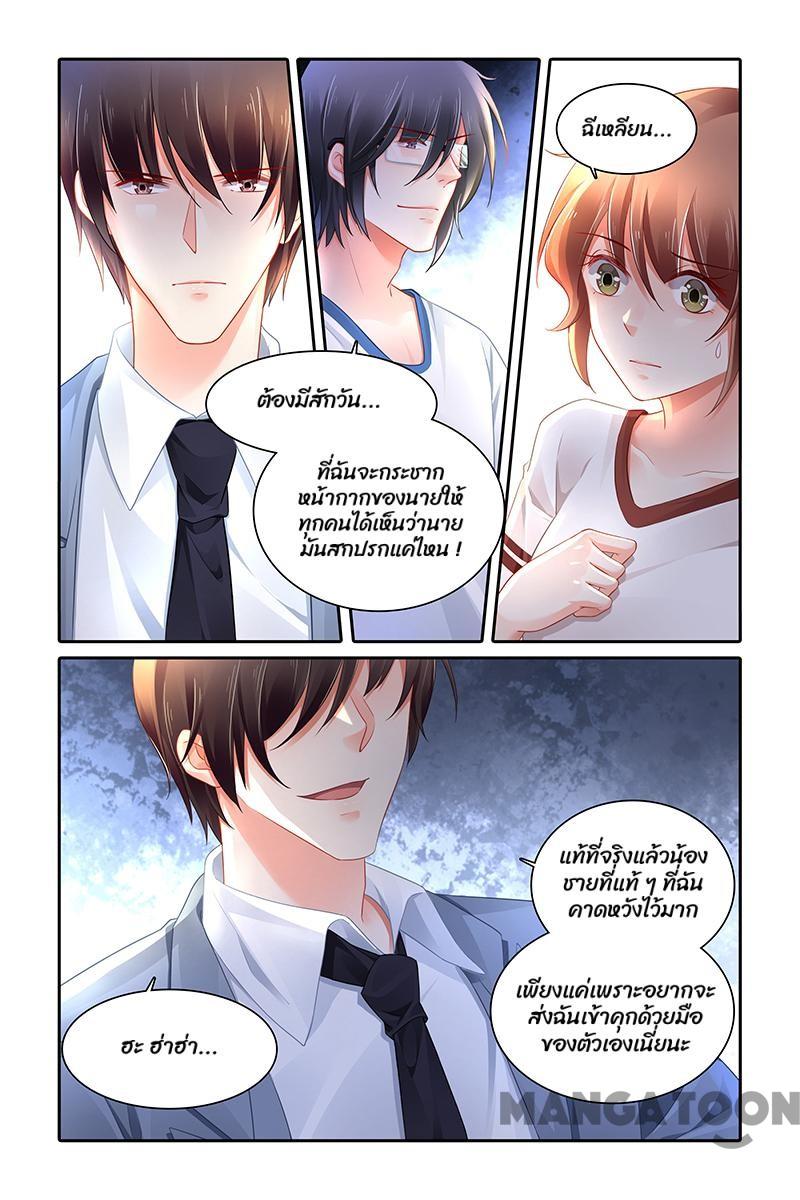 ฉีเหลียน...
ต้องมีสักวัน...
ที่ฉันจะกระชาก
หน้ากากของนายให้
ทุกคนได้เห็นว่านาย
มันสกปรกแค่ไหน !
แท้ที่จริงแล้วน้อง
ชายที่แท้ ๆ ที่ฉัน
คาดหวังไว้มาก
เพียงแค่เพราะอยากจะ
ส่งฉันเข้าคุกด้วยมือ
ของตัวเองเนี่ยนะ
ฮะ ฮ่าฮ่า...
MANGATOON